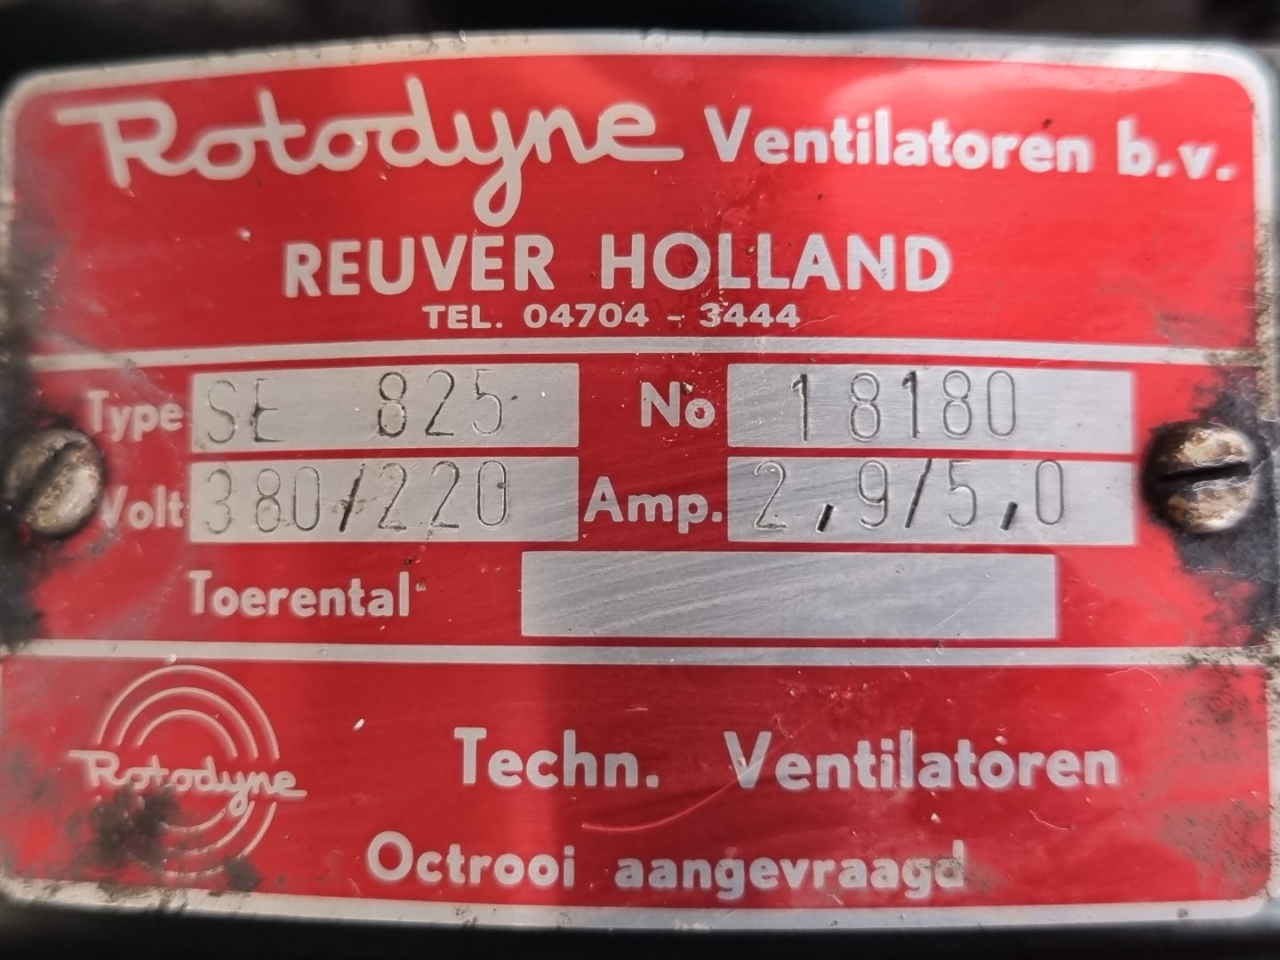 Rotodyne Ventilatoren b.v.
REUVER HOLLAND
TEL. 04704 - 3444
Type SE 825 No 18180
Volt 380/220 Amp. 2,9/5,0
Toerental
Rotodyne
Techn. Ventilatoren
Octrooi aangevraagd